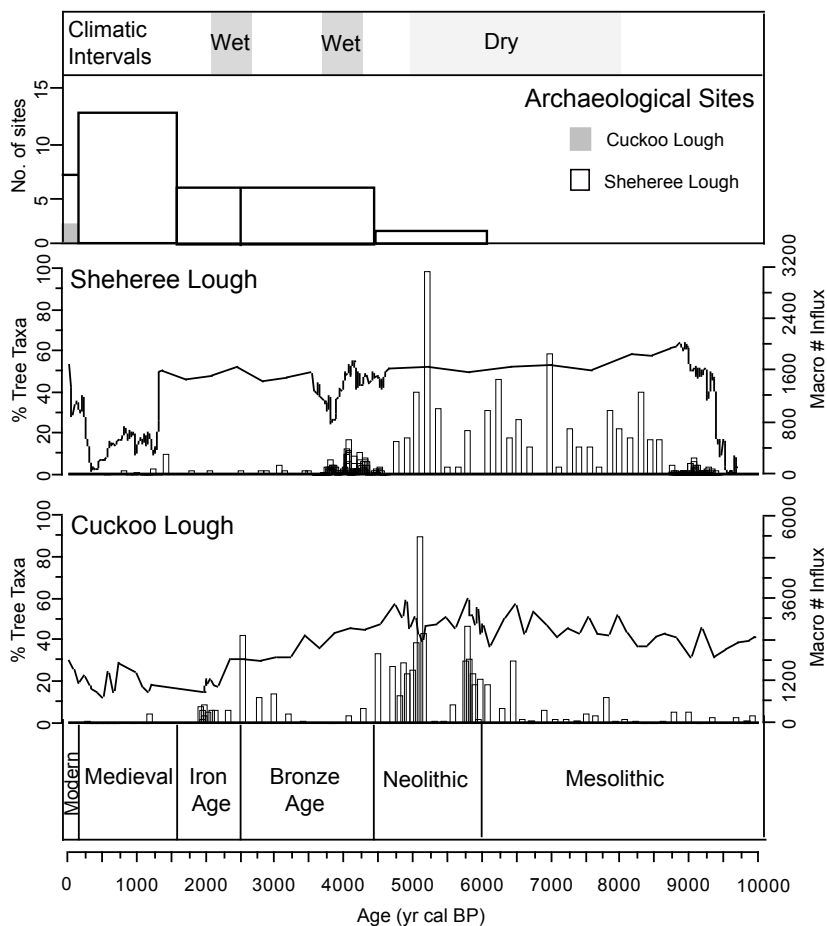 Climatic
Intervals
Wet
Wet
Dry
No. of sites
15
10
5
0
Archaeological Sites
Cuckoo Lough
Sheheree Lough
Sheheree Lough
% Tree Taxa
100
80
60
40
20
0
Macro # Influx
3200
2400
1600
800
0
Cuckoo Lough
% Tree Taxa
100
80
60
40
20
0
Macro # Influx
6000
3600
1200
0
Modern
Medieval
Iron
Age
Bronze
Age
Neolithic
Mesolithic
0 1000 2000 3000 4000 5000 6000 7000 8000 9000 10000
Age (yr cal BP)